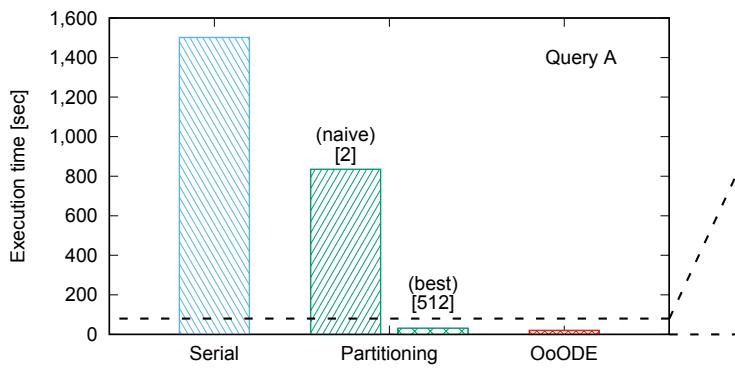 1,600
1,400
1,200
1,000
800
600
400
200
0
Execution time [sec]
Query A
(naive)
[2]
(best)
[512]
Serial Partitioning OoODE